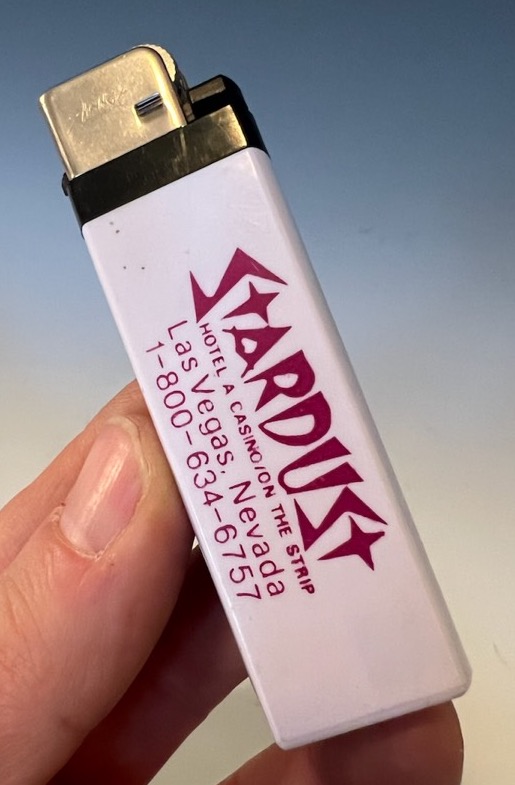 STARDUST
HOTEL & CASINO/ON THE STRIP
Las Vegas, Nevada
1-800-634-6757